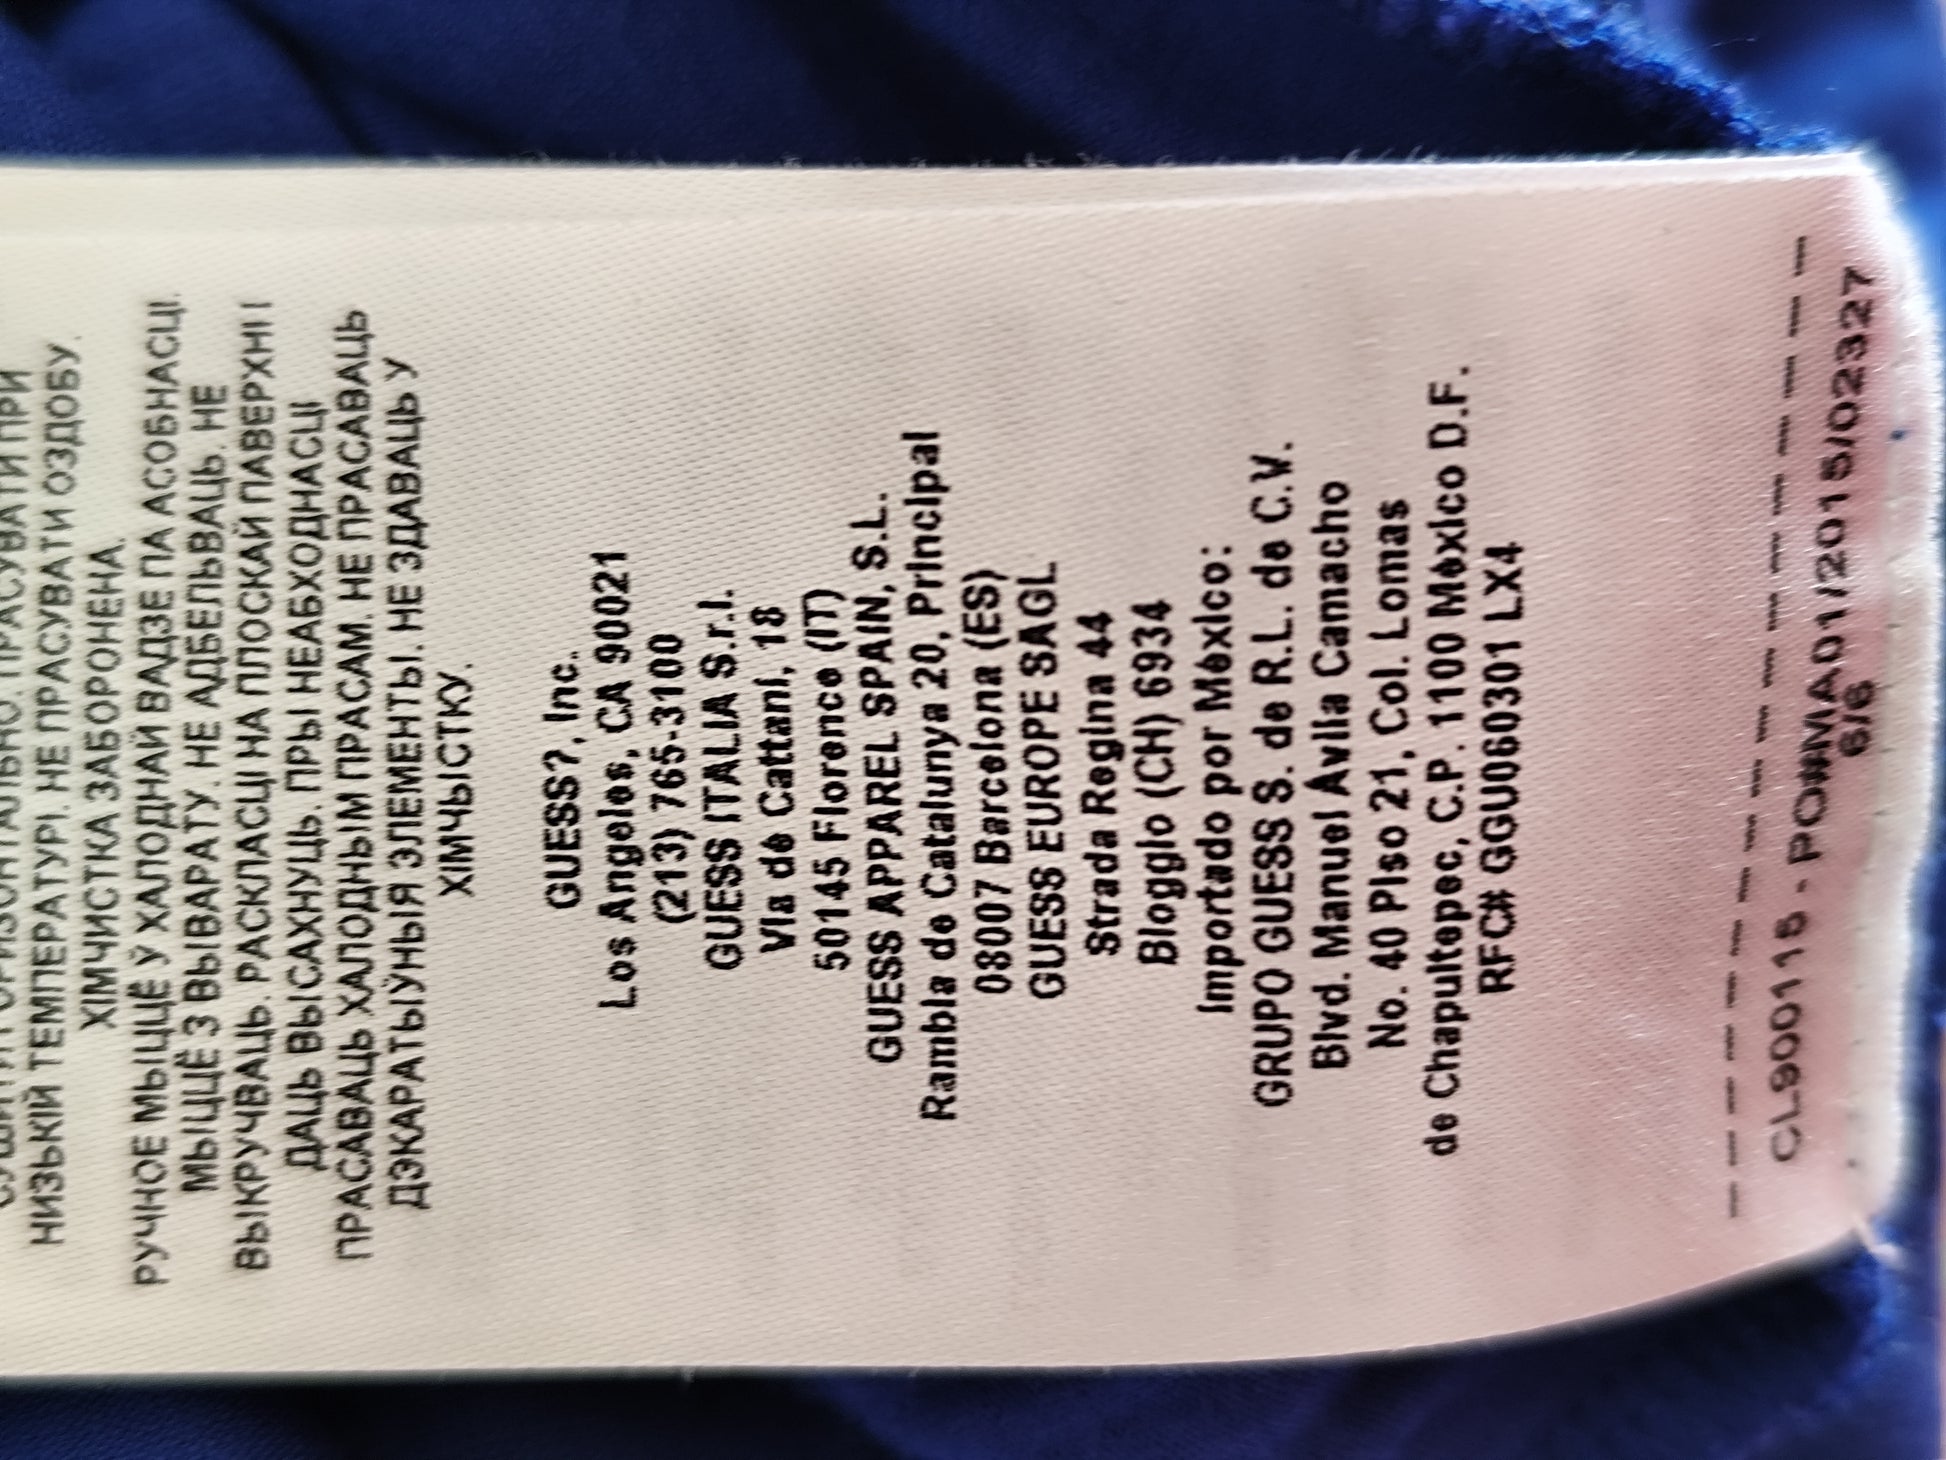 НИЗЬКІЙ ТЕМПЕРАТУРІ. НЕ ПРАСУВАТИ ОЗДОБУ.
ХІМЧИСТКА ЗАБОРОНЕНА.
РУЧНОЕ МЫЦЦЁ Ў ХАЛОДНАЙ ВАДЗЕ ПА АСОБНАСЦІ.
МЫЦЦЁ З ВЫВАРАТУ. НЕ АДБЕЛЬВАЦЬ. НЕ
ВЫКРУЧВАЦЬ. РАСКЛАСЦІ НА ПЛОСКАЙ ПАВЕРХНІ І
ДАЦЬ ВЫСАХНУЦЬ. ПРЫ НЕАБХОДНАСЦІ
ПРАСАВАЦЬ ХАЛОДНЫМ ПРАСАМ. НЕ ПРАСАВАЦЬ
ДЭКАРАТЫЎНЫЯ ЭЛЕМЕНТЫ. НЕ ЗДАВАЦЬ У
ХІМЧЫСТКУ.
GUESS?, Inc.
Los Angeles, CA 90021
(213) 765-3100
GUESS ITALIA S.r.l.
Via de Cattani, 18
50145 Florence (IT)
GUESS APPAREL SPAIN, S.L.
Rambla de Catalunya 20, Principal
08007 Barcelona (ES)
GUESS EUROPE SAGL
Strada Regina 44
Bioggio (CH) 6934
Importado por México:
GRUPO GUESS S. de R.L. de C.V.
Blvd. Manuel Avila Camacho
No. 40 Piso 21, Col. Lomas
de Chapultepec, C.P. 1100 México D.F.
RFC# GGU060301 LX4
CL900115 - PO#MA01/2015/02327
6/6